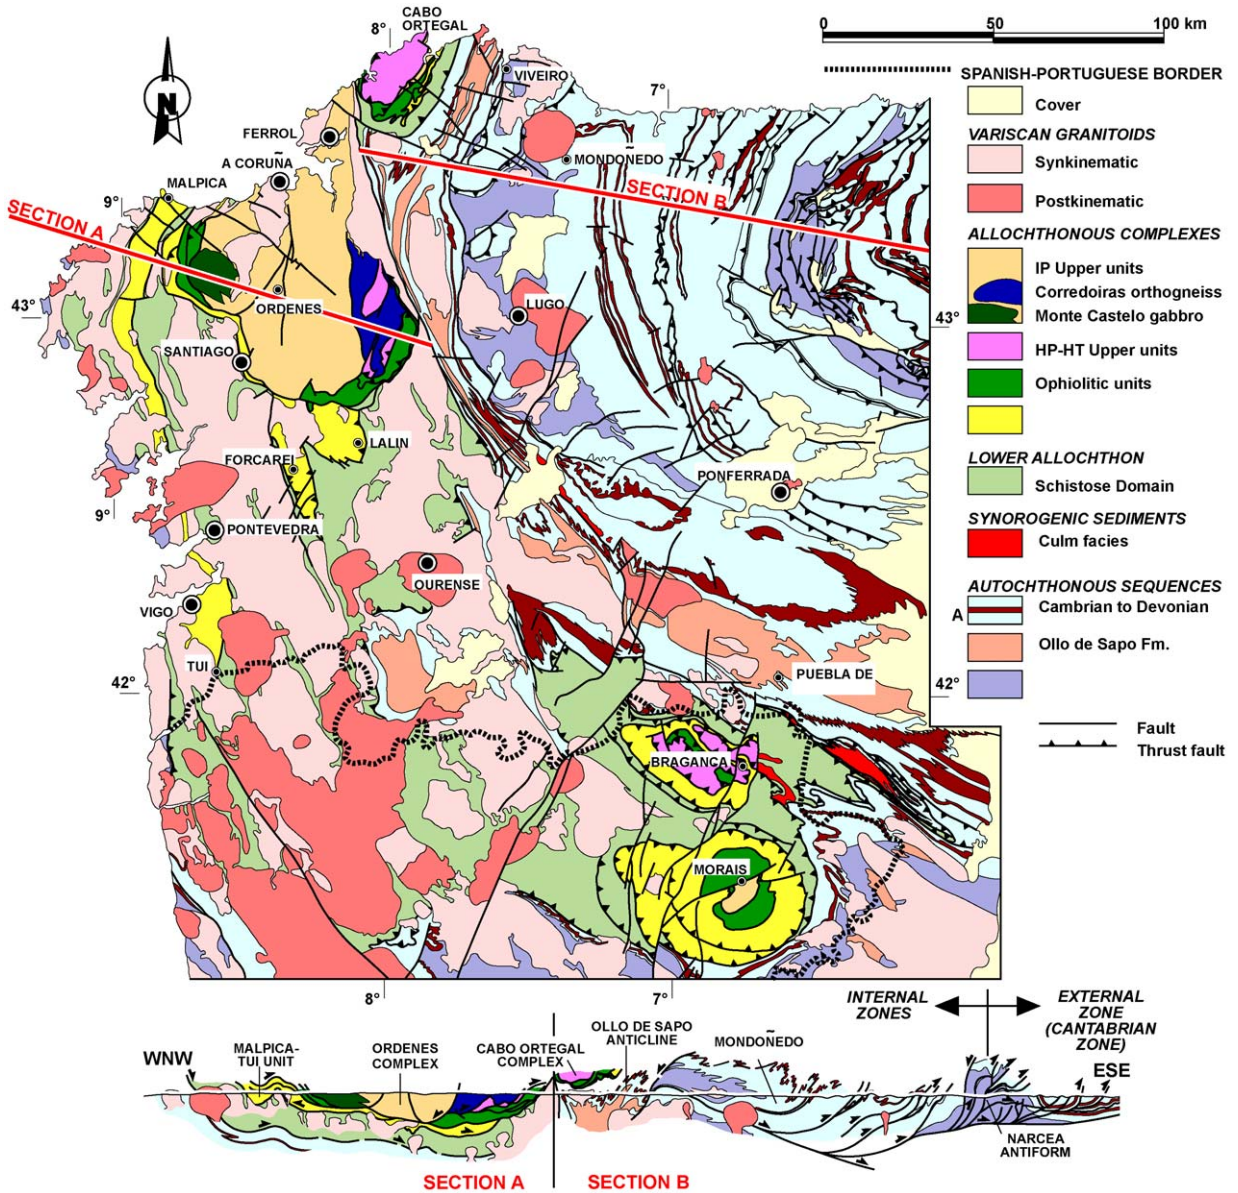 CABO
ORTEGAL
8°
0
50
100 km
VIVEIRO
7°
N
FERROL
A CORUÑA
MONDOÑEDO
MALPICA
9°
SECTION A
SECTION B
ORDENES
LUGO
43°
43°
SANTIAGO
LALIN
FORCAREI
PONFERRADA
9°
PONTEVEDRA
OURENSE
VIGO
TUI
PUEBLA DE
42°
42°
BRAGANÇA
MORAIS
8°
7°
SPANISH-PORTUGUESE BORDER
Cover
VARISCAN GRANITOIDS
Synkinematic
Postkinematic
ALLOCHTHONOUS COMPLEXES
IP Upper units
Corredoiras orthogneiss
Monte Castelo gabbro
HP-HT Upper units
Ophiolitic units
LOWER ALLOCHTHON
Schistose Domain
SYNOROGENIC SEDIMENTS
Culm facies
AUTOCHTHONOUS SEQUENCES
A
Cambrian to Devonian
Ollo de Sapo Fm.
Fault
Thrust fault
INTERNAL
ZONES
EXTERNAL
ZONE
(CANTABRIAN
ZONE)
WNW
MALPICA-
TUI UNIT
ORDENES
COMPLEX
CABO ORTEGAL
COMPLEX
OLLO DE SAPO
ANTICLINE
MONDOÑEDO
ESE
NARCEA
ANTIFORM
SECTION A
SECTION B